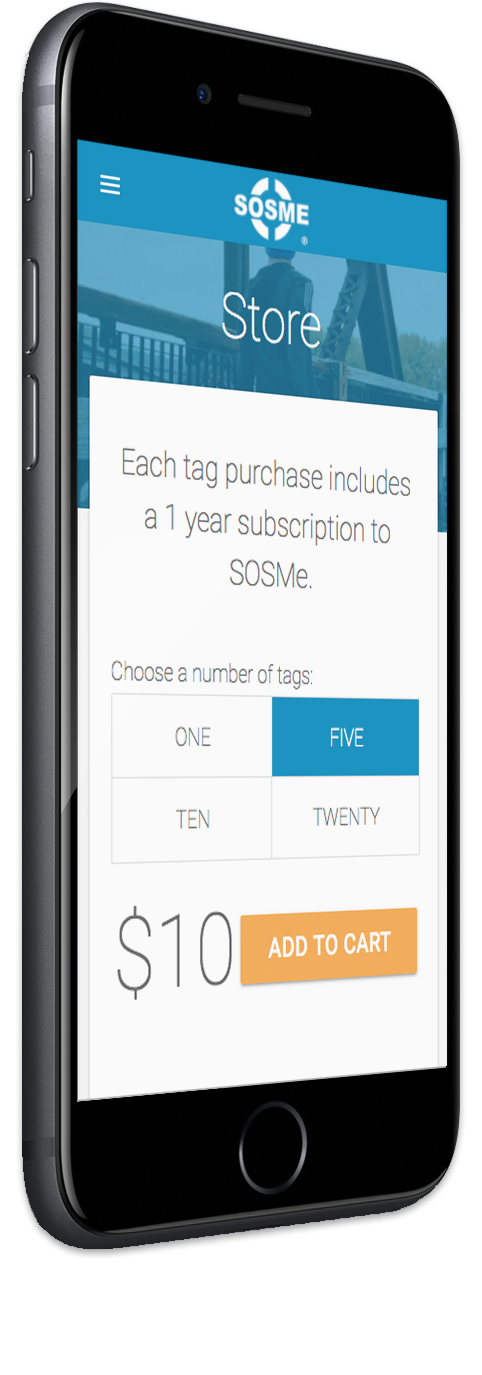 SOSME
®
Store
Each tag purchase includes
a 1 year subscription to
SOSMe.
Choose a number of tags:
ONE
FIVE
TEN
TWENTY
$10
ADD TO CART